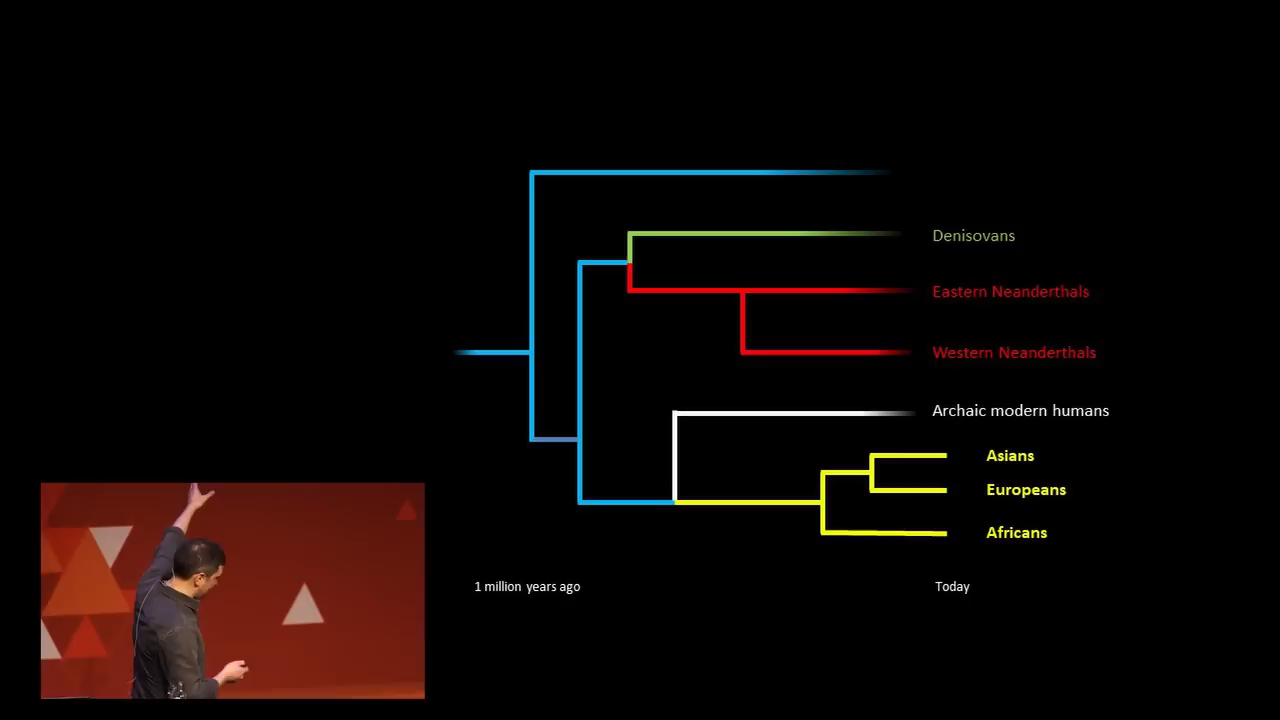 Denisovans
Eastern Neanderthals
Western Neanderthals
Archaic modern humans
Asians
Europeans
Africans
1 million years ago
Today